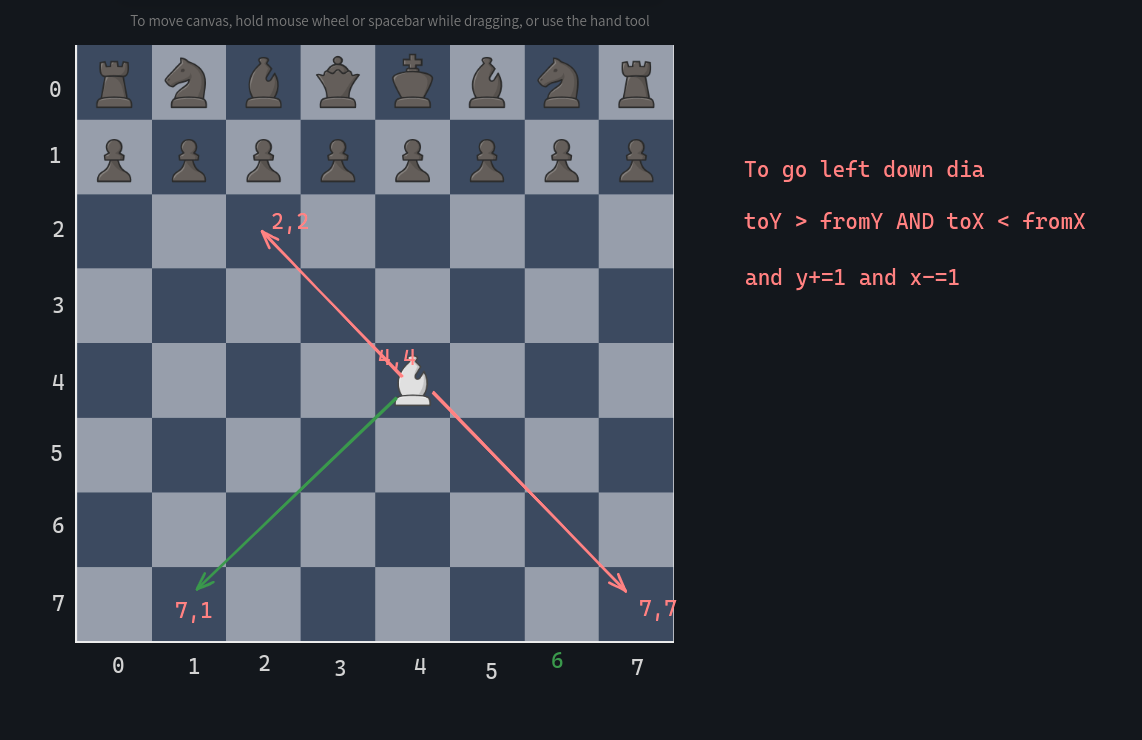 To move canvas, hold mouse wheel or spacebar while dragging, or use the hand tool
0
1
2
2,2
3
4
4,4
5
6
7
7,1
7,7
0 1 2 3 4 5 6 7
To go left down dia
toY > fromY AND toX < fromX
and y+=1 and x-=1